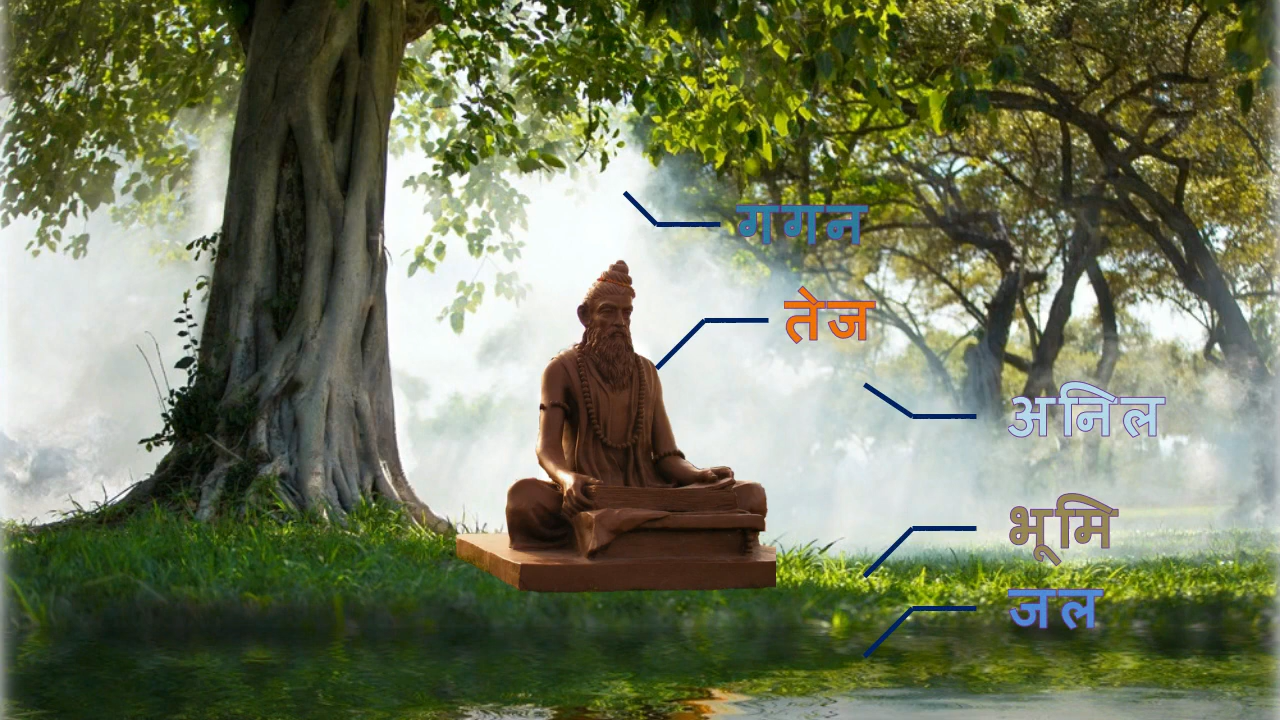 गगन
तेज
अनिल
भूमि
जल